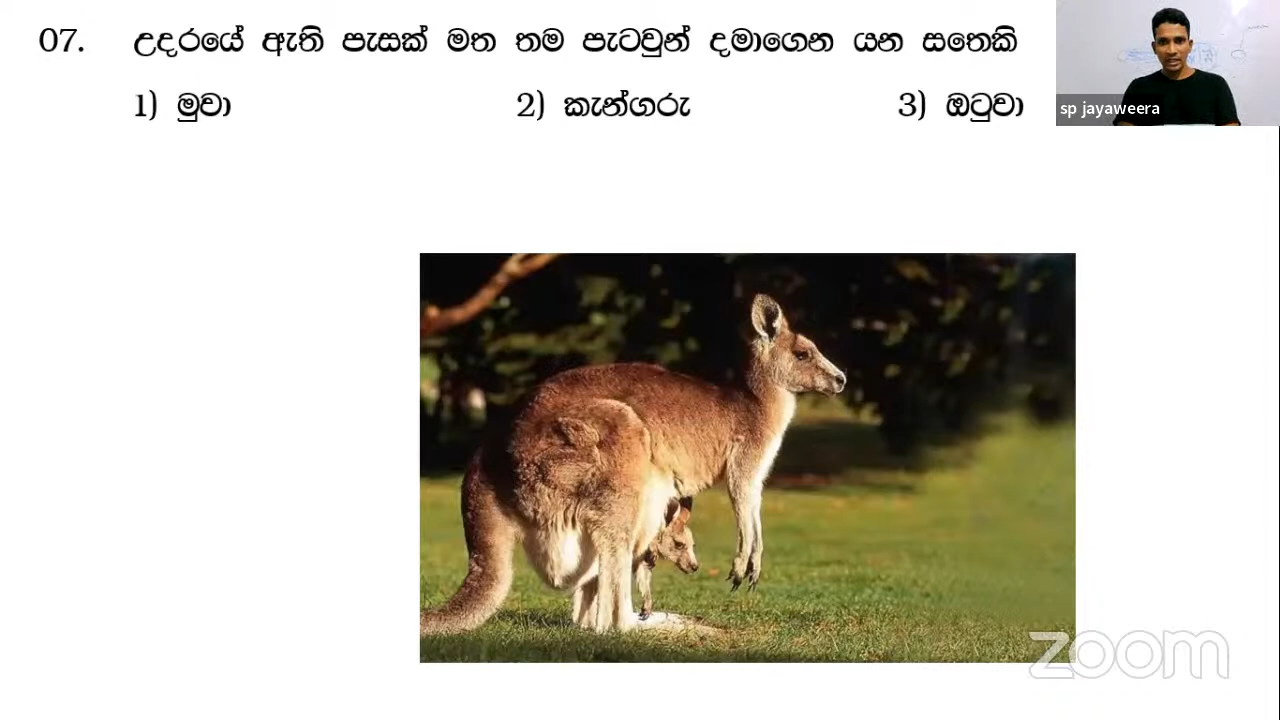 07. උදරයේ ඇති පැසක් මත තම පැටවුන් දමාගෙන යන සතෙකි
1) මුවා 2) කැන්ගරු 3) ඔටුවා
sp jayaweera
zoom